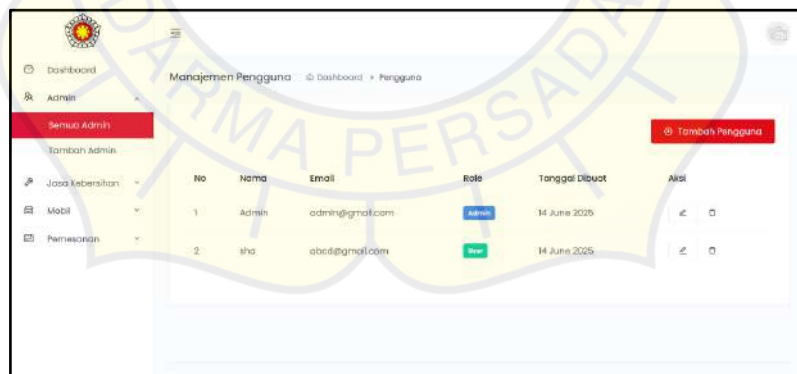 Dashboard
Admin
Semua Admin
Tambah Admin
Jasa Kebersihan
Mobil
Pemesanan
Manajemen Pengguna Dashboard > Pengguna
Tambah Pengguna
No Nama Email Role Tanggal Dibuat Aksi
1 Admin admin@gmail.com Admin 14 June 2025
2 sha abcd@gmail.com User 14 June 2025
DARMA PERSADA